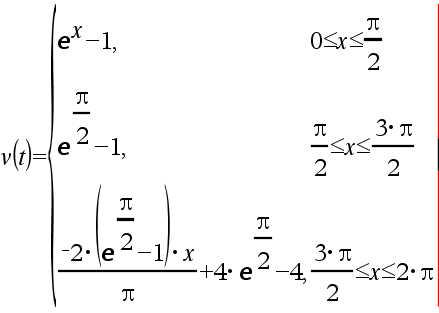 v(t)={ e^x−1, 0≤x≤π/2
e^(π/2)−1, π/2≤x≤3·π/2
-2·(e^(π/2)−1)·x/π+4·e^(π/2)−4, 3·π/2≤x≤2·π